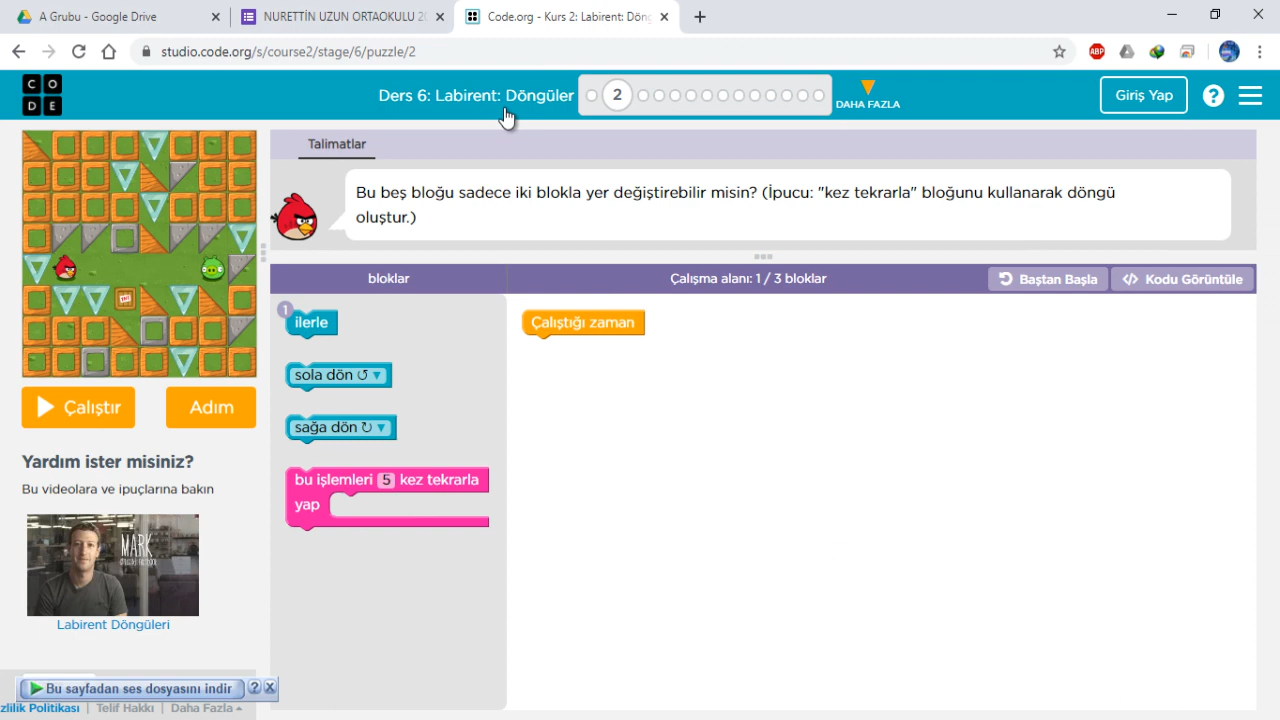 A Grubu - Google Drive
NURETTİN UZUN ORTAOKULU 20
Code.org - Kurs 2: Labirent: Döng
studio.code.org/s/course2/stage/6/puzzle/2
ABP
C O
D E
Ders 6: Labirent: Döngüler
2
DAHA FAZLA
Giriş Yap
?
Talimatlar
Bu beş bloğu sadece iki blokla yer değiştirebilir misin? (İpucu: "kez tekrarla" bloğunu kullanarak döngü
oluştur.)
bloklar
Çalışma alanı: 1 / 3 bloklar
Baştan Başla
Kodu Görüntüle
TNT
1
ilerle
Çalıştığı zaman
sola dön ↺ ▼
sağa dön ↻ ▼
bu işlemleri 5 kez tekrarla
yap
Çalıştır
Adım
Yardım ister misiniz?
Bu videolara ve ipuçlarına bakın
MARK
Labirent Döngüleri
Bu sayfadan ses dosyasını indir ? X
zlilik Politikası | Telif Hakkı | Daha Fazla